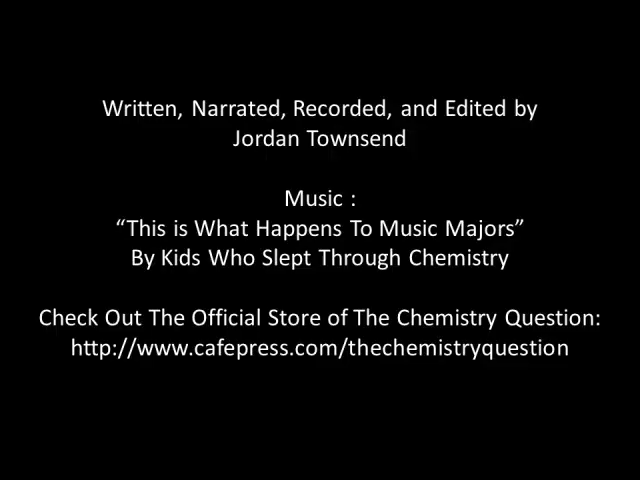 Written, Narrated, Recorded, and Edited by
Jordan Townsend
Music :
“This is What Happens To Music Majors”
By Kids Who Slept Through Chemistry
Check Out The Official Store of The Chemistry Question:
http://www.cafepress.com/thechemistryquestion